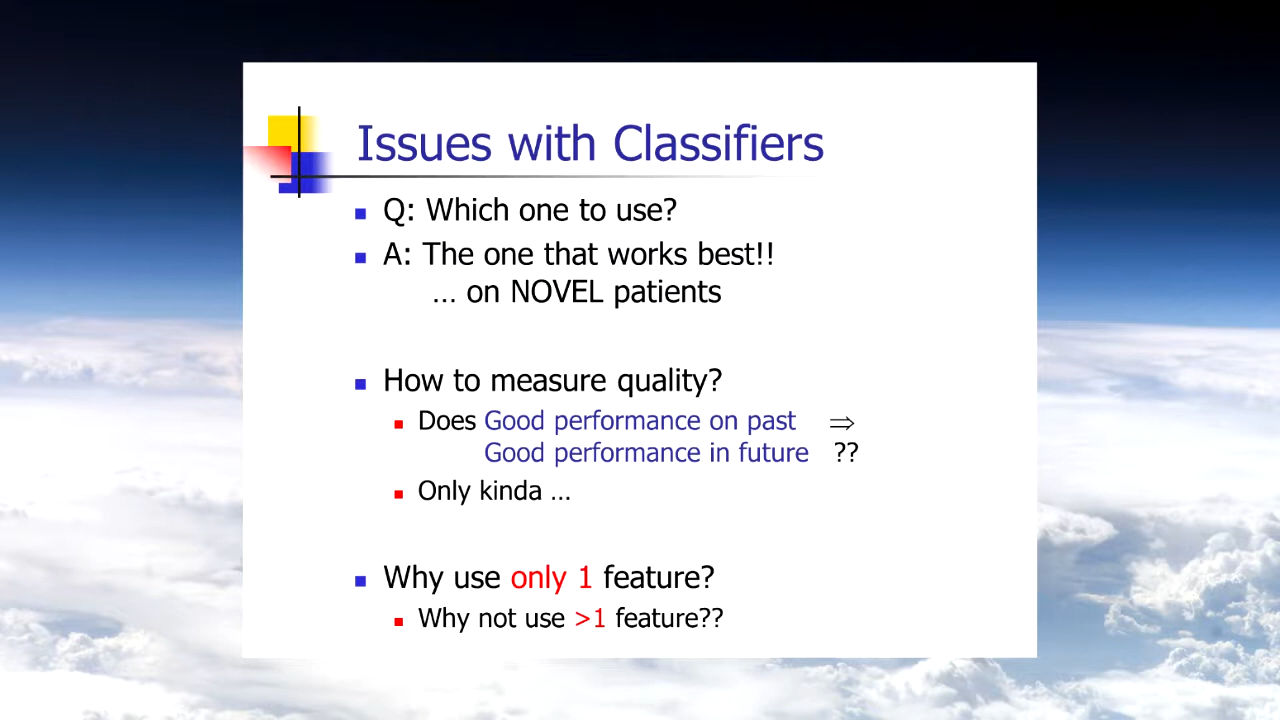 Issues with Classifiers
Q: Which one to use?
A: The one that works best!!
… on NOVEL patients
How to measure quality?
Does Good performance on past ⇒
Good performance in future ??
Only kinda …
Why use only 1 feature?
Why not use >1 feature??